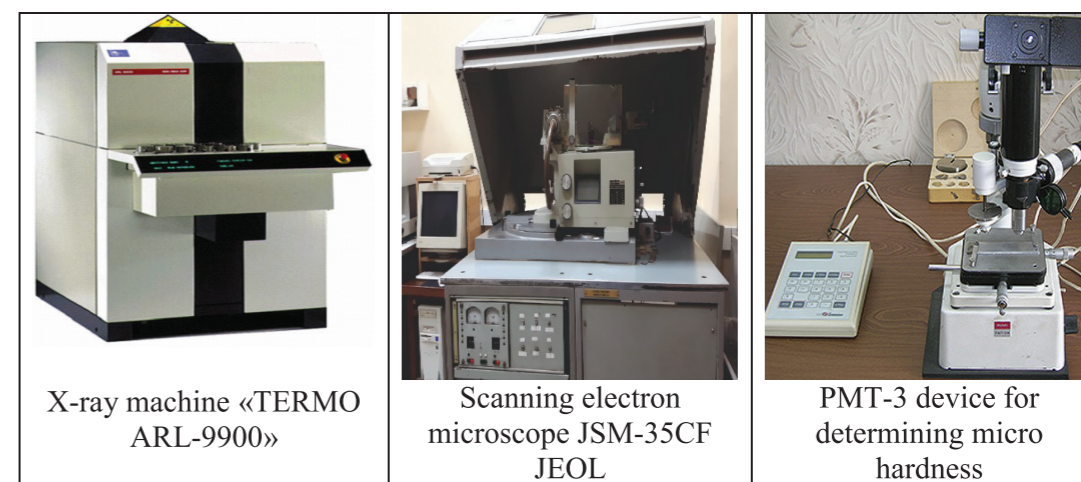 X-ray machine «TERMO
ARL-9900»
Scanning electron
microscope JSM-35CF
JEOL
PMT-3 device for
determining micro
hardness